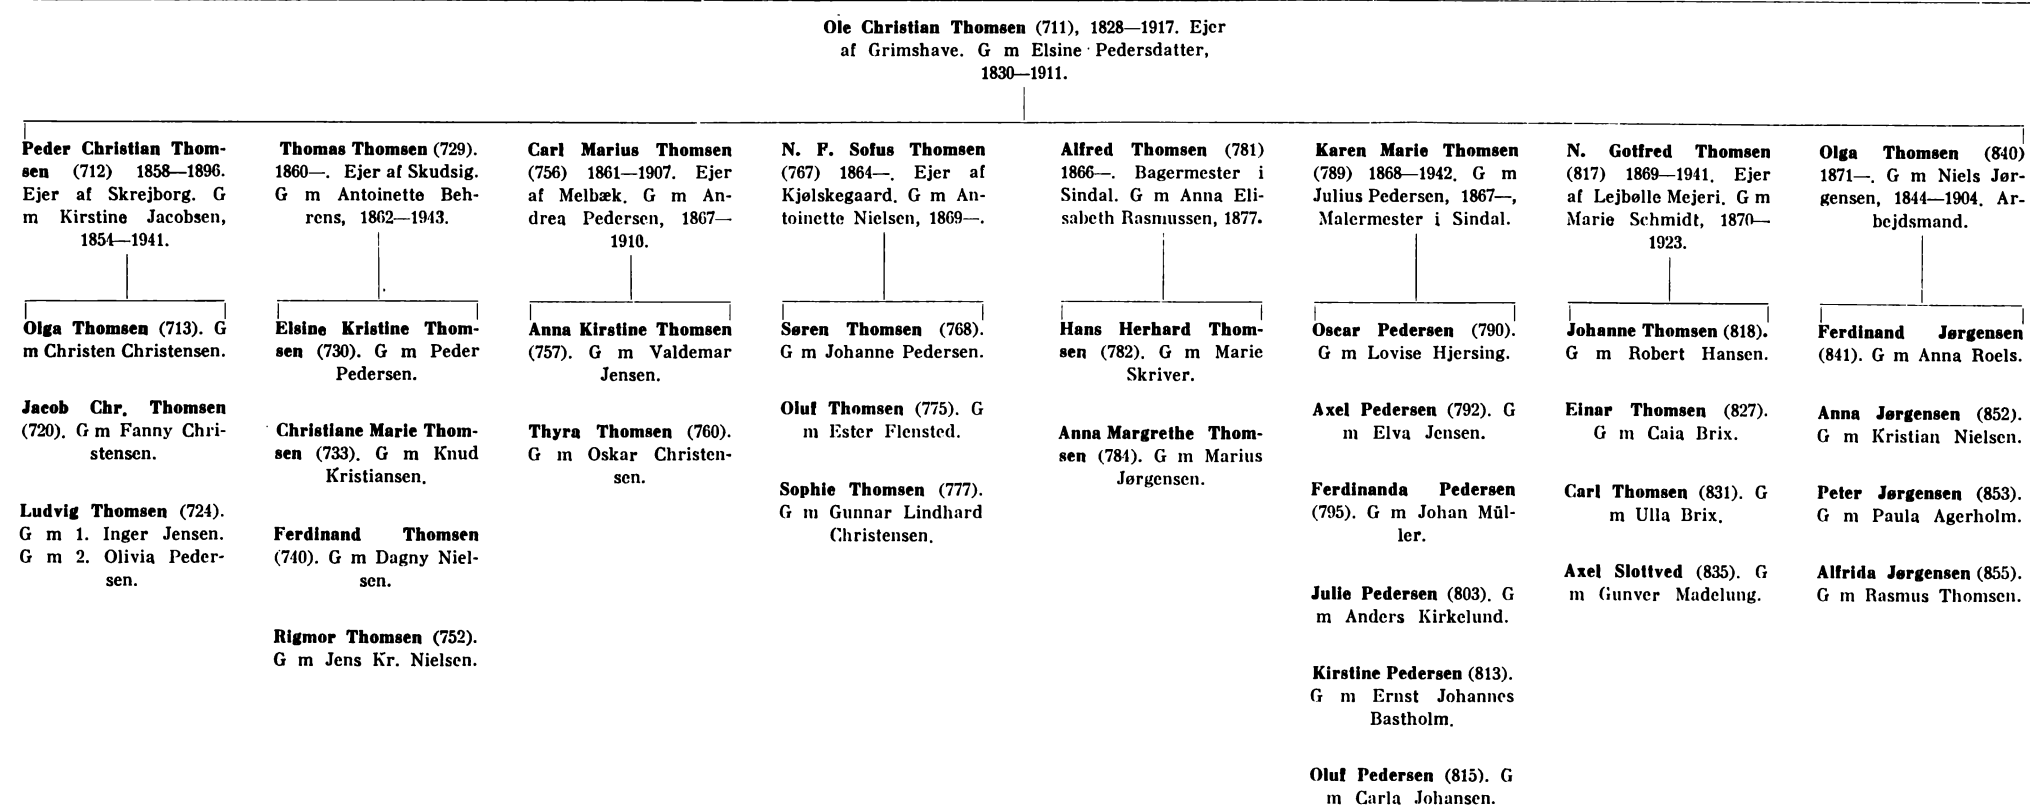 Ole Christian Thomsen (711), 1828—1917. Ejer
af Grimshave. G m Elsine Pedersdatter,
1830—1911.
Peder Christian Thom-
sen (712) 1858—1896.
Ejer af Skrejborg. G
m Kirstine Jacobsen,
1854—1941.
Olga Thomsen (713). G
m Christen Christensen.
Jacob Chr. Thomsen
(720). G m Fanny Chri-
stensen.
Ludvig Thomsen (724).
G m 1. Inger Jensen.
G m 2. Olivia Peder-
sen.
Thomas Thomsen (729).
1860—. Ejer af Skudsig.
G m Antoinette Beh-
rens, 1862—1943.
Elsine Kristine Thom-
sen (730). G m Peder
Pedersen.
Christiane Marie Thom-
sen (733). G m Knud
Kristiansen.
Ferdinand Thomsen
(740). G m Dagny Niel-
sen.
Rigmor Thomsen (752).
G m Jens Kr. Nielsen.
Carl Marius Thomsen
(756) 1861—1907. Ejer
af Melbæk. G m An-
drea Pedersen, 1867—
1910.
Anna Kirstine Thomsen
(757). G m Valdemar
Jensen.
Thyra Thomsen (760).
G m Oskar Christen-
sen.
N. P. Sofus Thomsen
(767) 1864—. Ejer af
Kjølskegaard. G m An-
toinette Nielsen, 1869—.
Søren Thomsen (768).
G m Johanne Pedersen.
Oluf Thomsen (775). G
m Ester Flensted.
Sophie Thomsen (777).
G m Gunnar Lindhard
Christensen.
Alfred Thomsen (781)
1866—. Bagermester i
Sindal. G m Anna Eli-
sabeth Rasmussen, 1877.
Hans Herhard Thom-
sen (782). G m Marie
Skriver.
Anna Margrethe Thom-
sen (784). G m Marius
Jørgensen.
Karen Marie Thomsen
(789) 1868—1942. G m
Julius Pedersen, 1867—,
Malermester i Sindal.
Oscar Pedersen (790).
G m Lovise Hjersing.
Axel Pedersen (792). G
m Elva Jensen.
Ferdinanda Pedersen
(795). G m Johan Mül-
ler.
Julie Pedersen (803). G
m Anders Kirkelund.
Kirstine Pedersen (813).
G m Ernst Johannes
Bastholm.
Oluf Pedersen (815). G
m Carla Johansen.
N. Gotfred Thomsen
(817) 1869—1941. Ejer
af Lejbølle Mejeri. G m
Marie Schmidt, 1870—
1923.
Johanne Thomsen (818).
G m Robert Hansen.
Einar Thomsen (827).
G m Caia Brix.
Carl Thomsen (831). G
m Ulla Brix.
Axel Slottved (835). G
m Gunver Madelung.
Olga Thomsen (840)
1871—. G m Niels Jør-
gensen, 1844—1904. Ar-
bejdsmand.
Ferdinand Jørgensen
(841). G m Anna Roels.
Anna Jørgensen (852).
G m Kristian Nielsen.
Peter Jørgensen (853).
G m Paula Agerholm.
Alfrida Jørgensen (855).
G m Rasmus Thomsen.